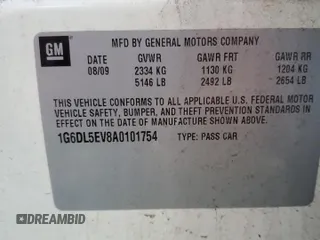 GM
MFD BY GENERAL MOTORS COMPANY
DATE GVWR GAWR FRT GAWR RR
08/09 2334 KG 1130 KG 1204 KG
5146 LB 2492 LB 2654 LB
THIS VEHICLE CONFORMS TO ALL APPLICABLE U.S. FEDERAL MOTOR
VEHICLE SAFETY, BUMPER, AND THEFT PREVENTION STANDARDS IN
EFFECT ON THE DATE OF MANUFACTURE SHOWN ABOVE.
1G6DL5EV8A0101754 TYPE: PASS CAR
DREAMBID